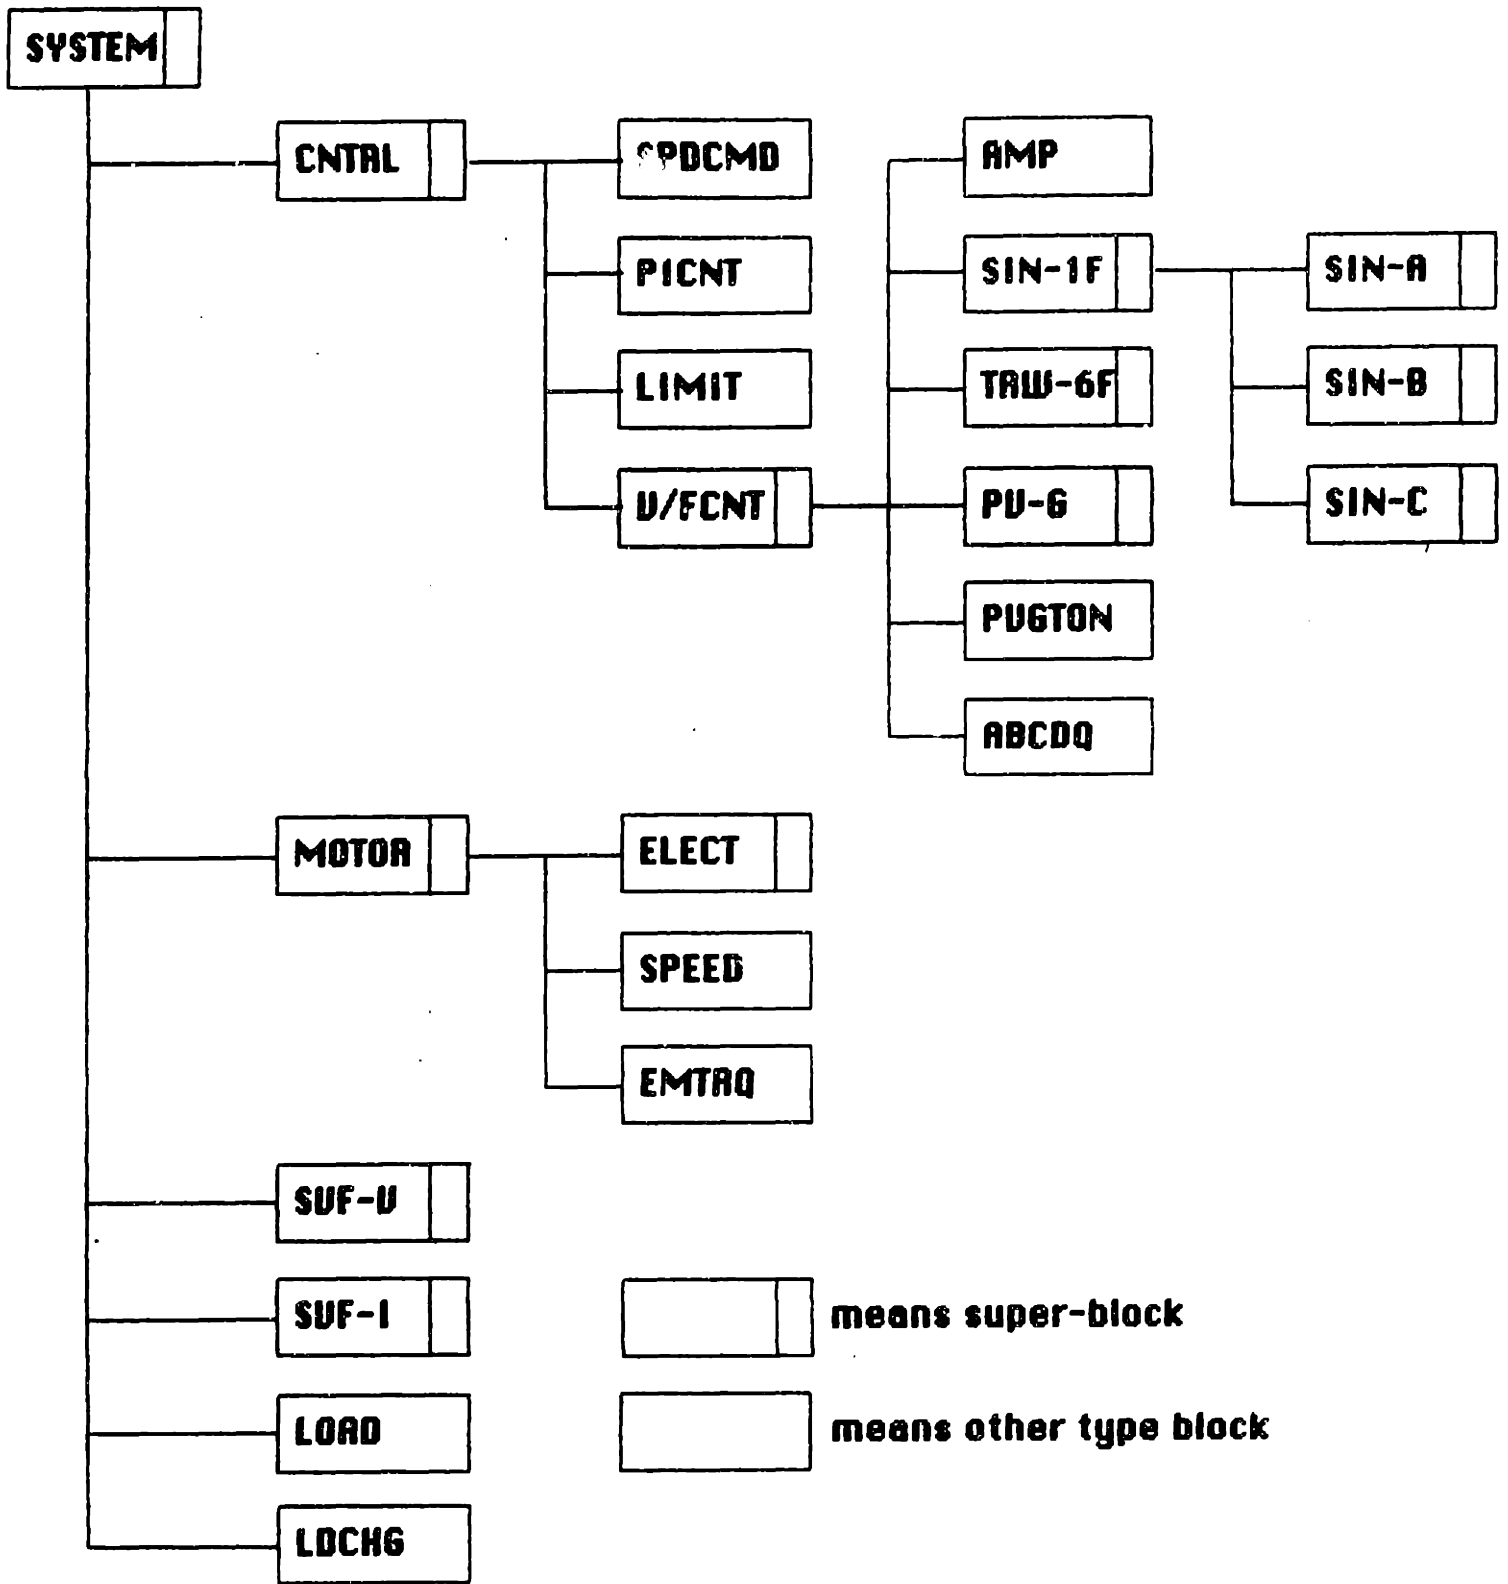 SYSTEM
CNTRL
SPDCMD
AMP
PICNT
SIN-1F
SIN-A
LIMIT
TRW-6F
SIN-B
V/FCNT
PV-G
SIN-C
PVGTON
ABCDQ
MOTOR
ELECT
SPEED
EMTRQ
SVF-V
SVF-I
means super-block
LOAD
means other type block
LDCHG